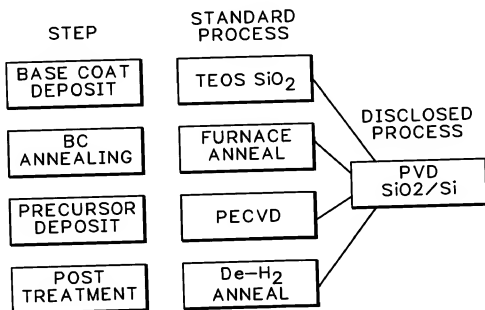 STEP
STANDARD
PROCESS
BASE COAT
DEPOSIT
TEOS SiO₂
DISCLOSED
PROCESS
BC
ANNEALING
FURNACE
ANNEAL
PVD
SiO2/Si
PRECURSOR
DEPOSIT
PECVD
POST
TREATMENT
De-H₂
ANNEAL